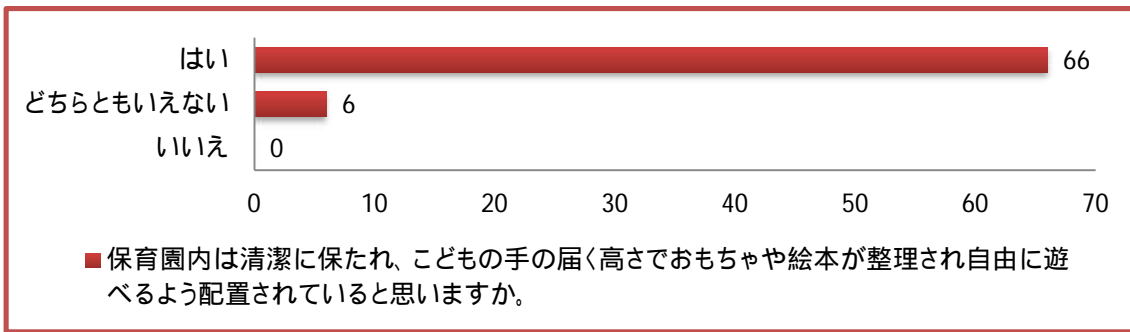 はい 66
どちらともいえない 6
いいえ 0
0 10 20 30 40 50 60 70
保育園内は清潔に保たれ、こどもの手の届く高さでおもちゃや絵本が整理され自由に遊
べるよう配置されていると思いますか。